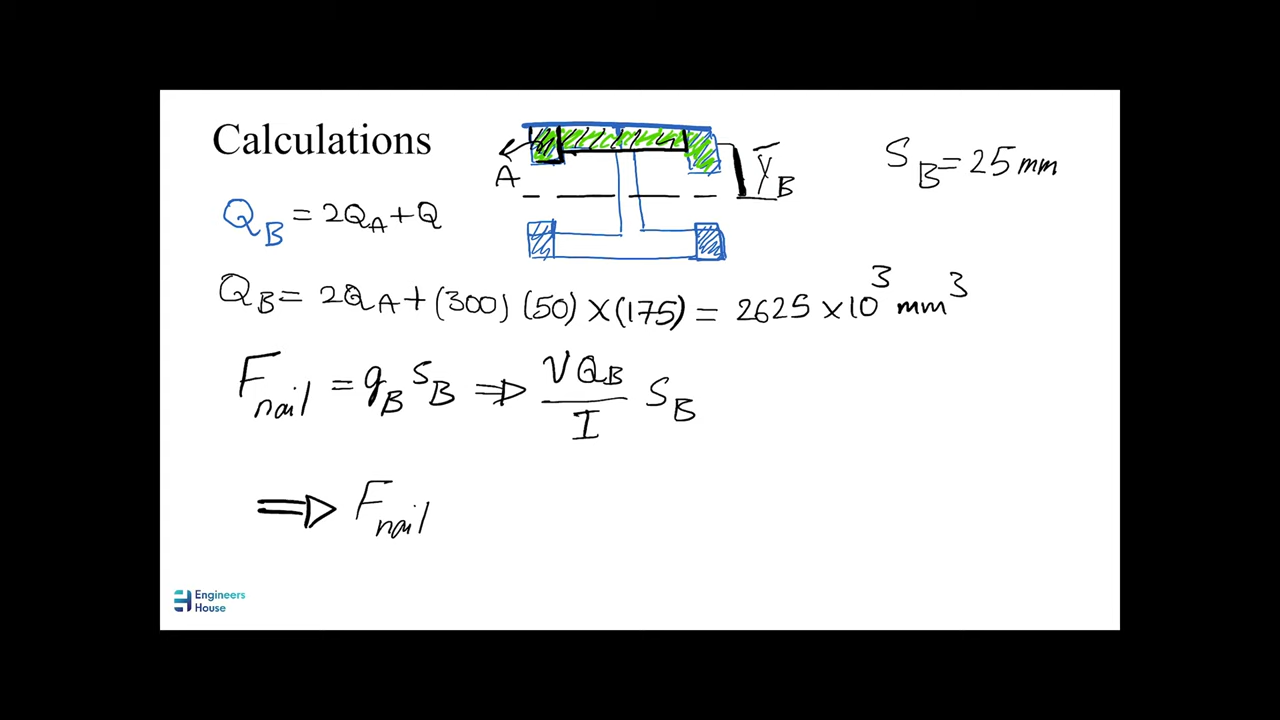 Calculations
A
ȳ_B
S_B = 25 mm
Q_B = 2Q_A + Q
Q_B = 2Q_A + (300) (50) × (175) = 2625 × 10^3 mm^3
F_nail = q_B S_B ⇒ VQ_B / I S_B
⇒ F_nail
Engineers
House